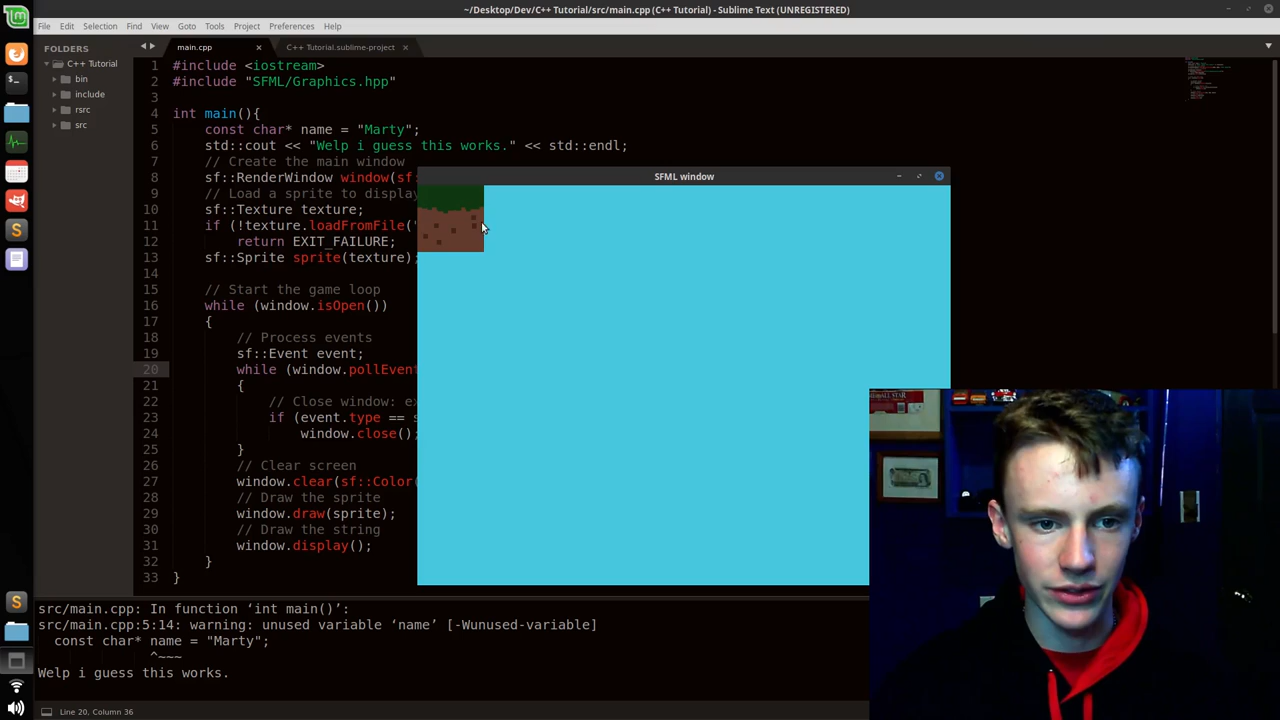 ~/Desktop/Dev/C++ Tutorial/src/main.cpp (C++ Tutorial) - Sublime Text (UNREGISTERED)
File Edit Selection Find View Goto Tools Project Preferences Help
FOLDERS
C++ Tutorial
bin
include
rsrc
src
main.cpp
C++ Tutorial.sublime-project
1 #include <iostream>
2 #include "SFML/Graphics.hpp"
3
4 int main(){
5 const char* name = "Marty";
6 std::cout << "Welp i guess this works." << std::endl;
7 // Create the main window
8 sf::RenderWindow window(sf:
9 // Load a sprite to display
10 sf::Texture texture;
11 if (!texture.loadFromFile("
12 return EXIT_FAILURE;
13 sf::Sprite sprite(texture);
14
15 // Start the game loop
16 while (window.isOpen())
17 {
18 // Process events
19 sf::Event event;
20 while (window.pollEvent
21 {
22 // Close window: ex
23 if (event.type == s
24 window.close();
25 }
26 // Clear screen
27 window.clear(sf::Color(
28 // Draw the sprite
29 window.draw(sprite);
30 // Draw the string
31 window.display();
32 }
33 }
SFML window
src/main.cpp: In function ‘int main()’:
src/main.cpp:5:14: warning: unused variable ‘name’ [-Wunused-variable]
const char* name = "Marty";
^~~~
Welp i guess this works.
Line 20, Column 36